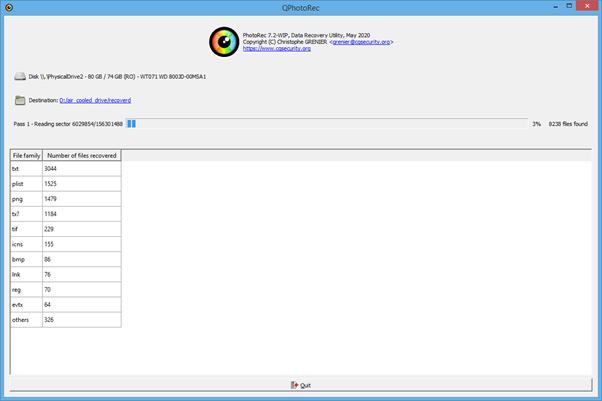 QPhotoRec
PhotoRec 7.2-WIP, Data Recovery Utility, May 2020
Copyright (C) Christophe GRENIER <grenier@cgsecurity.org>
https://www.cgsecurity.org
Disk \\.\PhysicalDrive2 - 80 GB / 74 GiB (RO) - WT071 WD 800JD-00MSA1
Destination: D:/air_cooled_drive/recoverd
Pass 1 - Reading sector 6029854/156301488 3% 8238 files found
File family Number of files recovered
txt 3044
plist 1525
png 1479
tx? 1184
tif 229
icns 155
bmp 86
lnk 76
reg 70
evtx 64
others 326
Quit